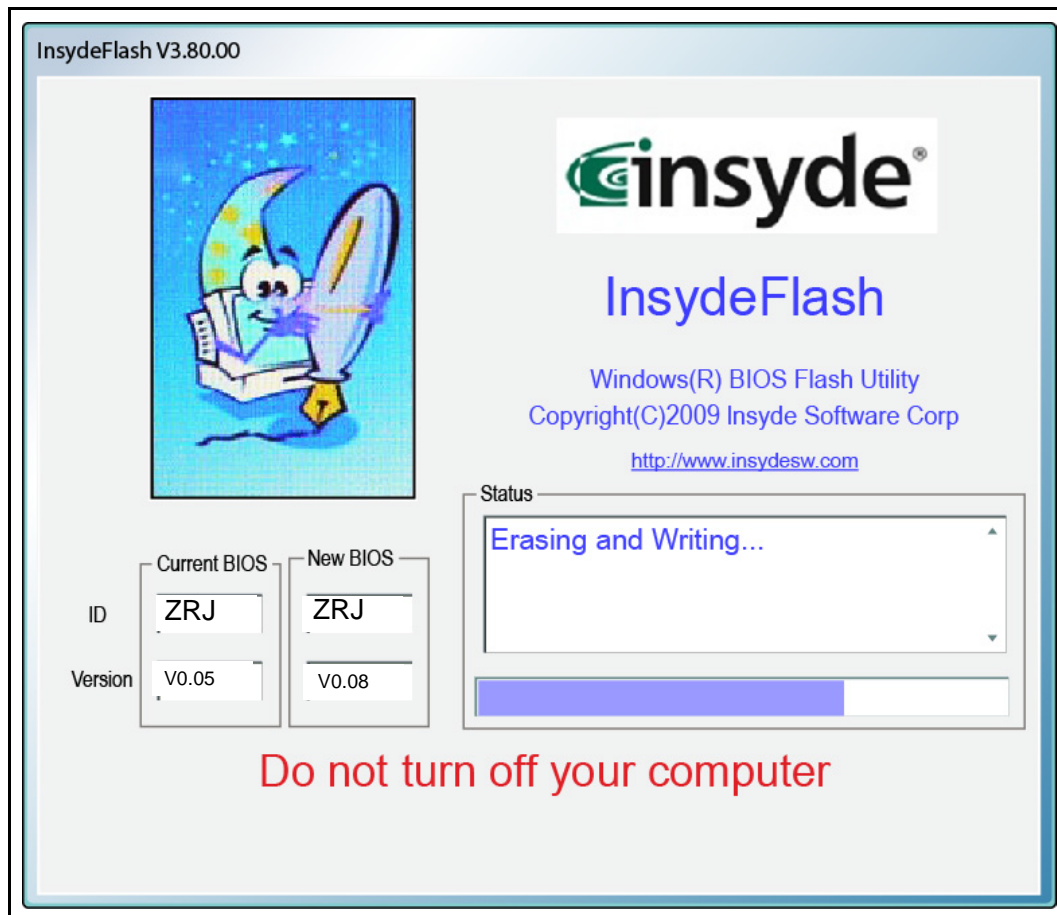 InsydeFlash V3.80.00
insyde®
InsydeFlash
Windows(R) BIOS Flash Utility
Copyright(C)2009 Insyde Software Corp
http://www.insydesw.com
Status
Erasing and Writing...
Current BIOS
New BIOS
ID
ZRJ
ZRJ
Version
V0.05
V0.08
Do not turn off your computer